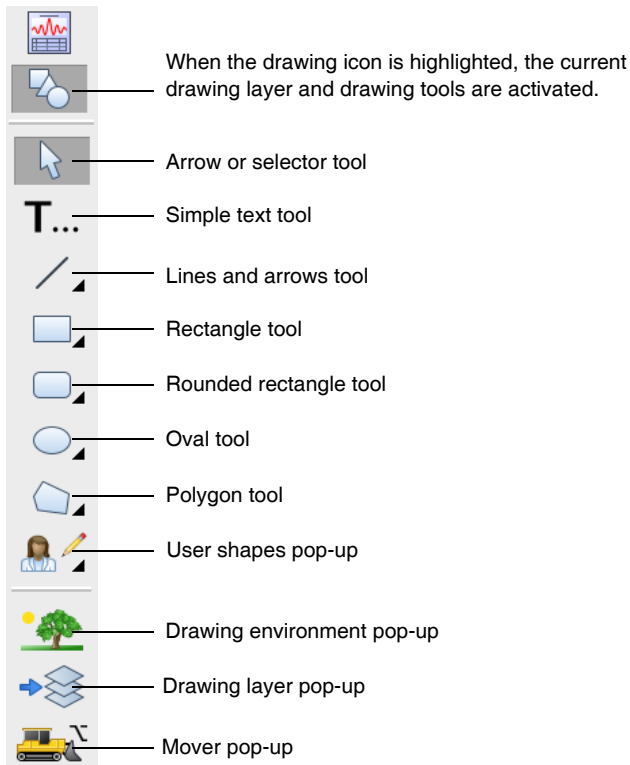 When the drawing icon is highlighted, the current
drawing layer and drawing tools are activated.
Arrow or selector tool
T...
Simple text tool
Lines and arrows tool
Rectangle tool
Rounded rectangle tool
Oval tool
Polygon tool
User shapes pop-up
Drawing environment pop-up
Drawing layer pop-up
Mover pop-up